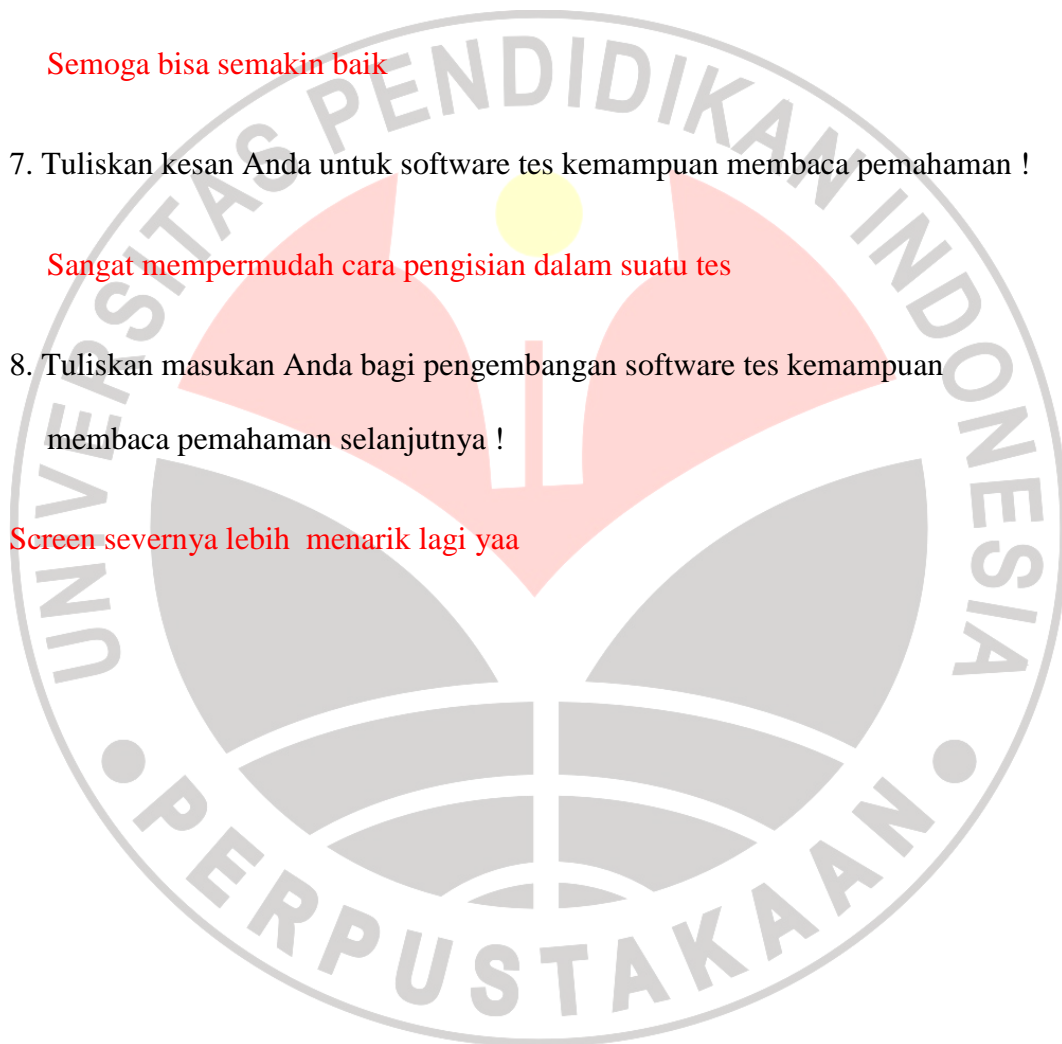 Semoga bisa semakin baik
7. Tuliskan kesan Anda untuk software tes kemampuan membaca pemahaman !
Sangat mempermudah cara pengisian dalam suatu tes
8. Tuliskan masukan Anda bagi pengembangan software tes kemampuan
membaca pemahaman selanjutnya !
Screen severnya lebih  menarik lagi yaa
UNIVERSITAS PENDIDIKAN INDONESIA
PERPUSTAKAAN